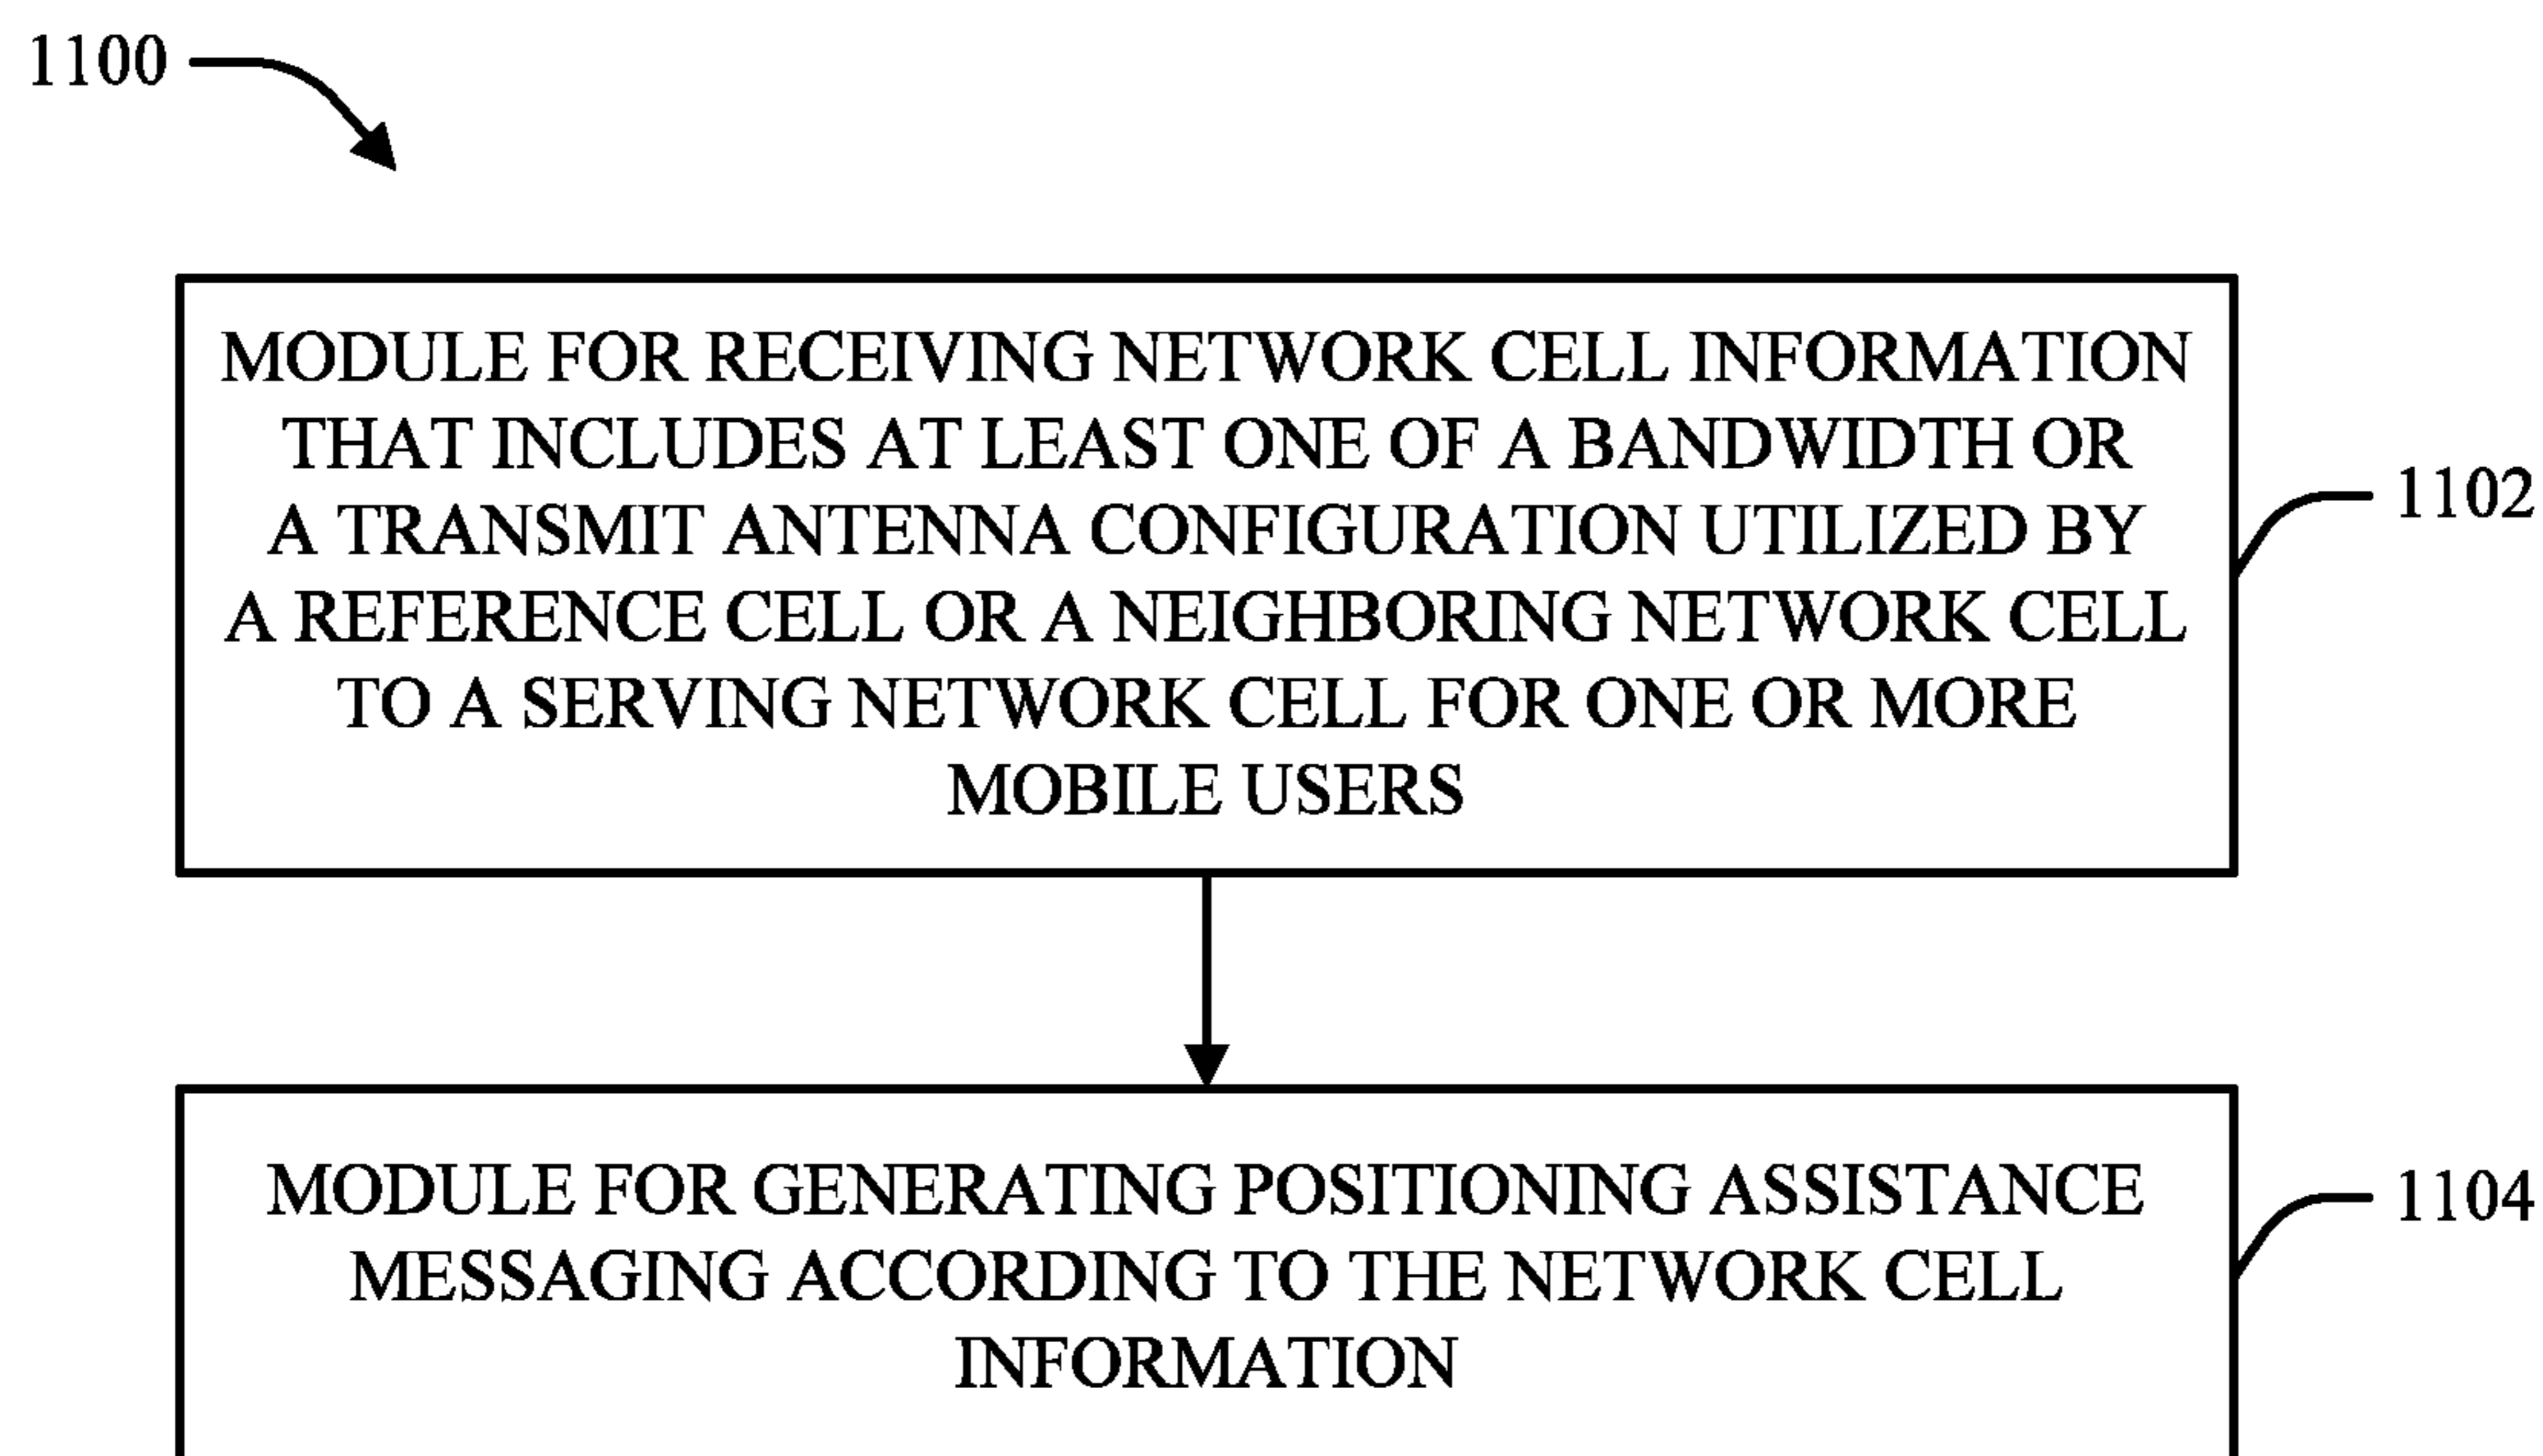 1100
MODULE FOR RECEIVING NETWORK CELL INFORMATION
THAT INCLUDES AT LEAST ONE OF A BANDWIDTH OR
A TRANSMIT ANTENNA CONFIGURATION UTILIZED BY
A REFERENCE CELL OR A NEIGHBORING NETWORK CELL
TO A SERVING NETWORK CELL FOR ONE OR MORE
MOBILE USERS
1102
MODULE FOR GENERATING POSITIONING ASSISTANCE
MESSAGING ACCORDING TO THE NETWORK CELL
INFORMATION
1104